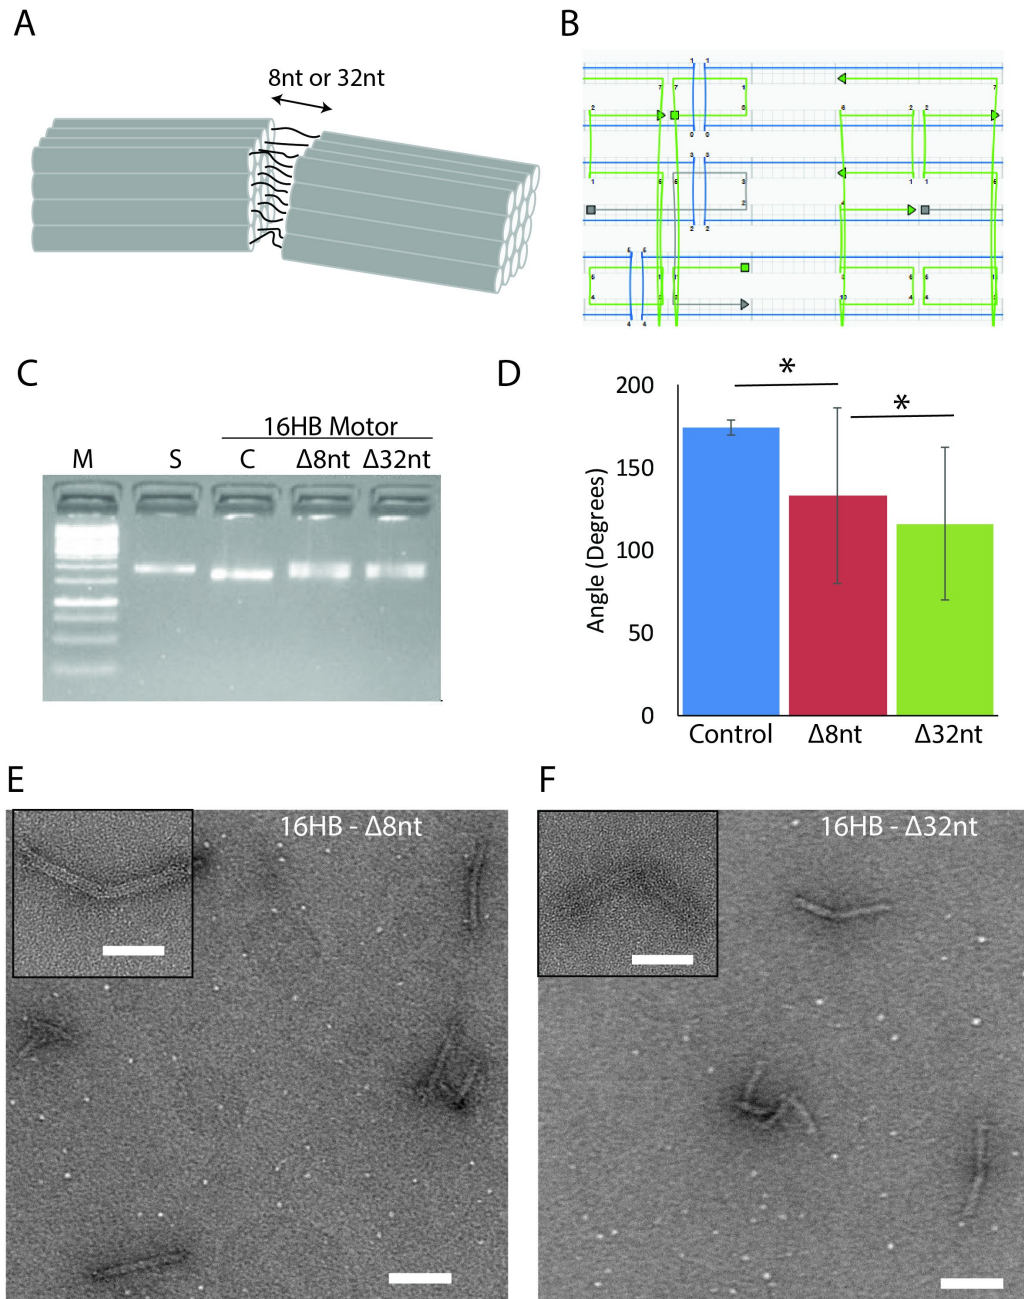 A
8nt or 32nt
B
C
16HB Motor
M S C Δ8nt Δ32nt
D
200
150
100
50
0
Angle (Degrees)
*
*
Control Δ8nt Δ32nt
E
16HB - Δ8nt
F
16HB - Δ32nt